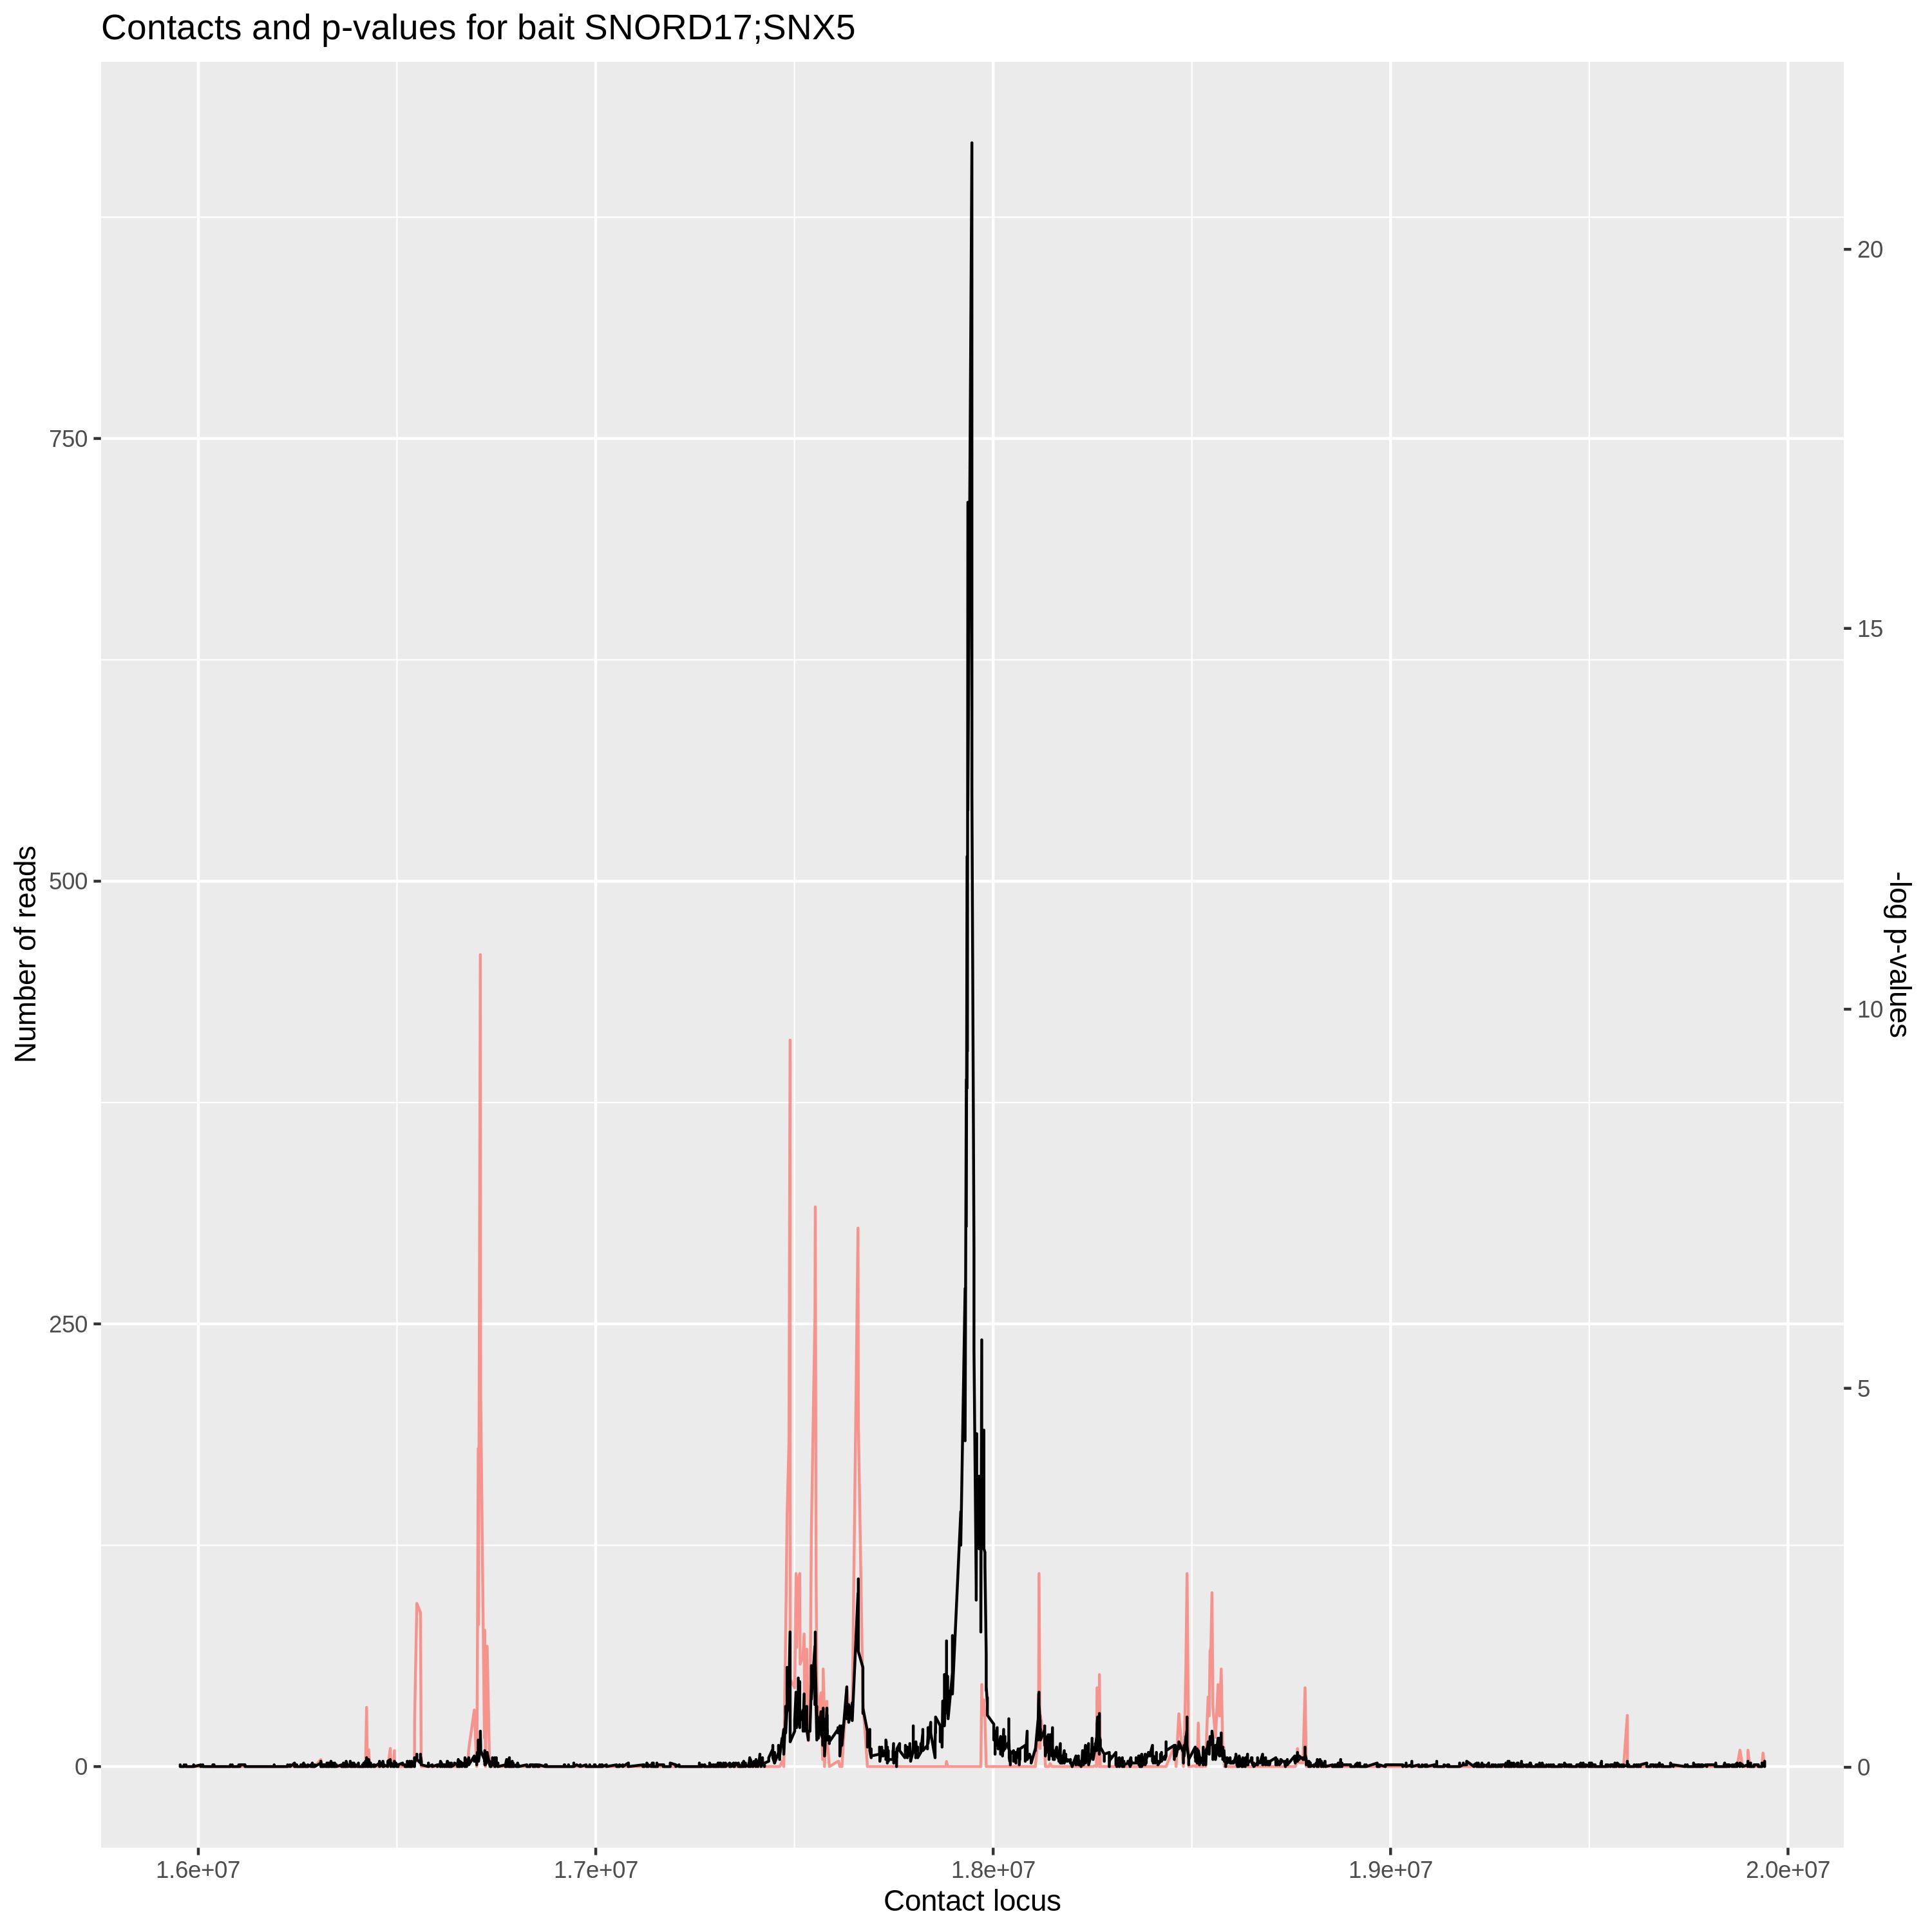 Contacts and p-values for bait SNORD17;SNX5
Number of reads
750
500
250
0
20
15
10
5
0
-log p-values
1.6e+07
1.7e+07
1.8e+07
1.9e+07
2.0e+07
Contact locus